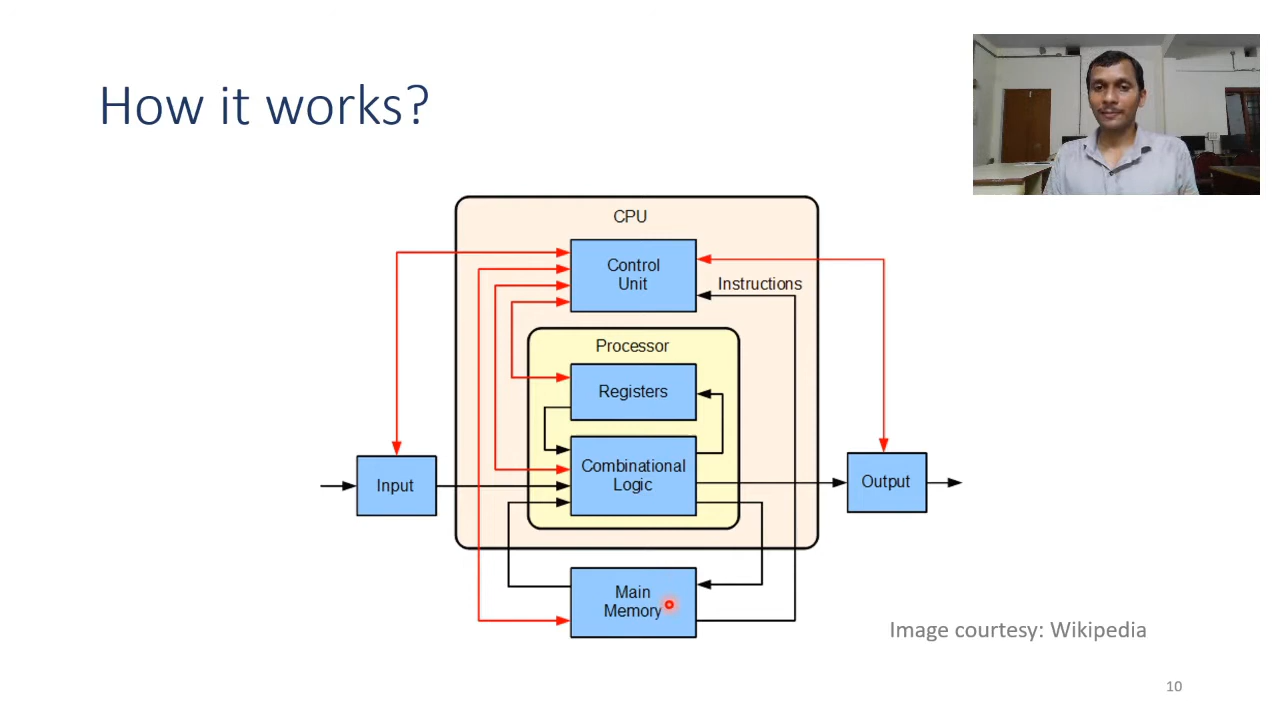 How it works?
CPU
Control
Unit
Instructions
Processor
Registers
Combinational
Logic
Input
Output
Main
Memory
Image courtesy: Wikipedia
10